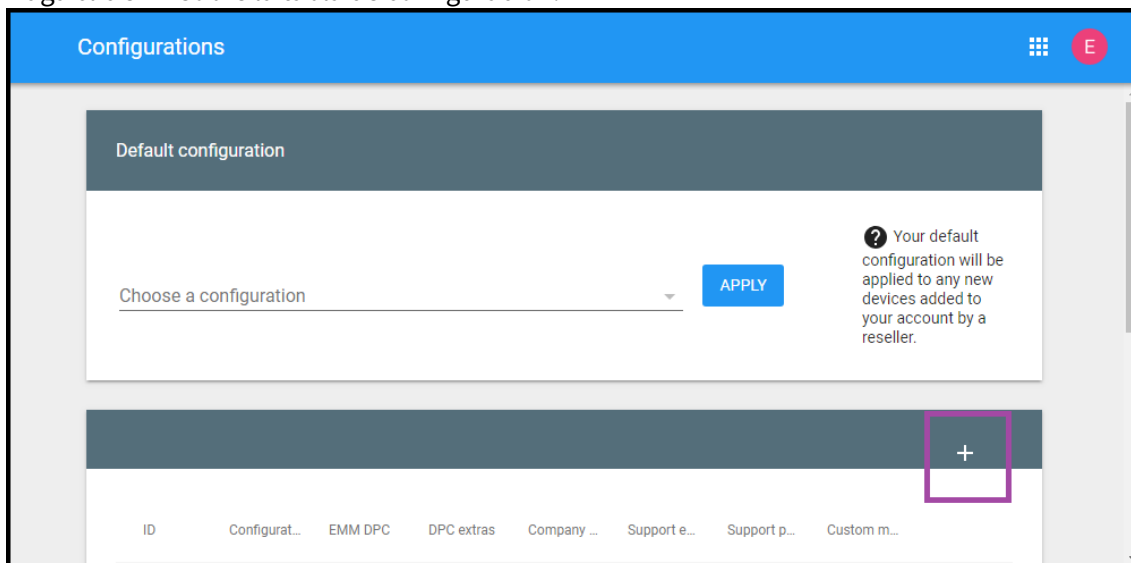 Configurations
E
Default configuration
Choose a configuration
APPLY
? Your default
configuration will be
applied to any new
devices added to
your account by a
reseller.
+
ID Configurat... EMM DPC DPC extras Company ... Support e... Support p... Custom m...